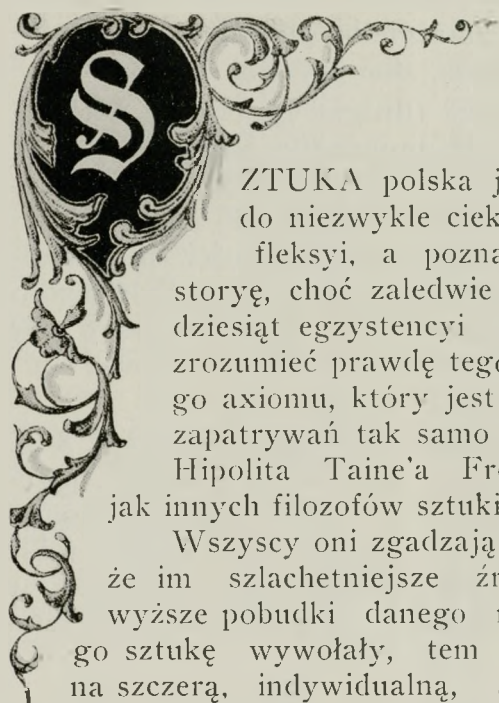 SZTUKA polska j
do niezwykle ciek
fleksyi, a pozna
storyę, choć zaledwie
dziesiąt egzystencyi
zrozumieć prawdę tego
go axiomu, który jest
zapatrywań tak samo
Hipolita Taine'a Fr
jak innych filozofów sztuki
Wszyscy oni zgadzają
że im szlachetniejsze źr
wyższe pobudki danego
go sztukę wywołały, tem
na szczerą, indywidualną,